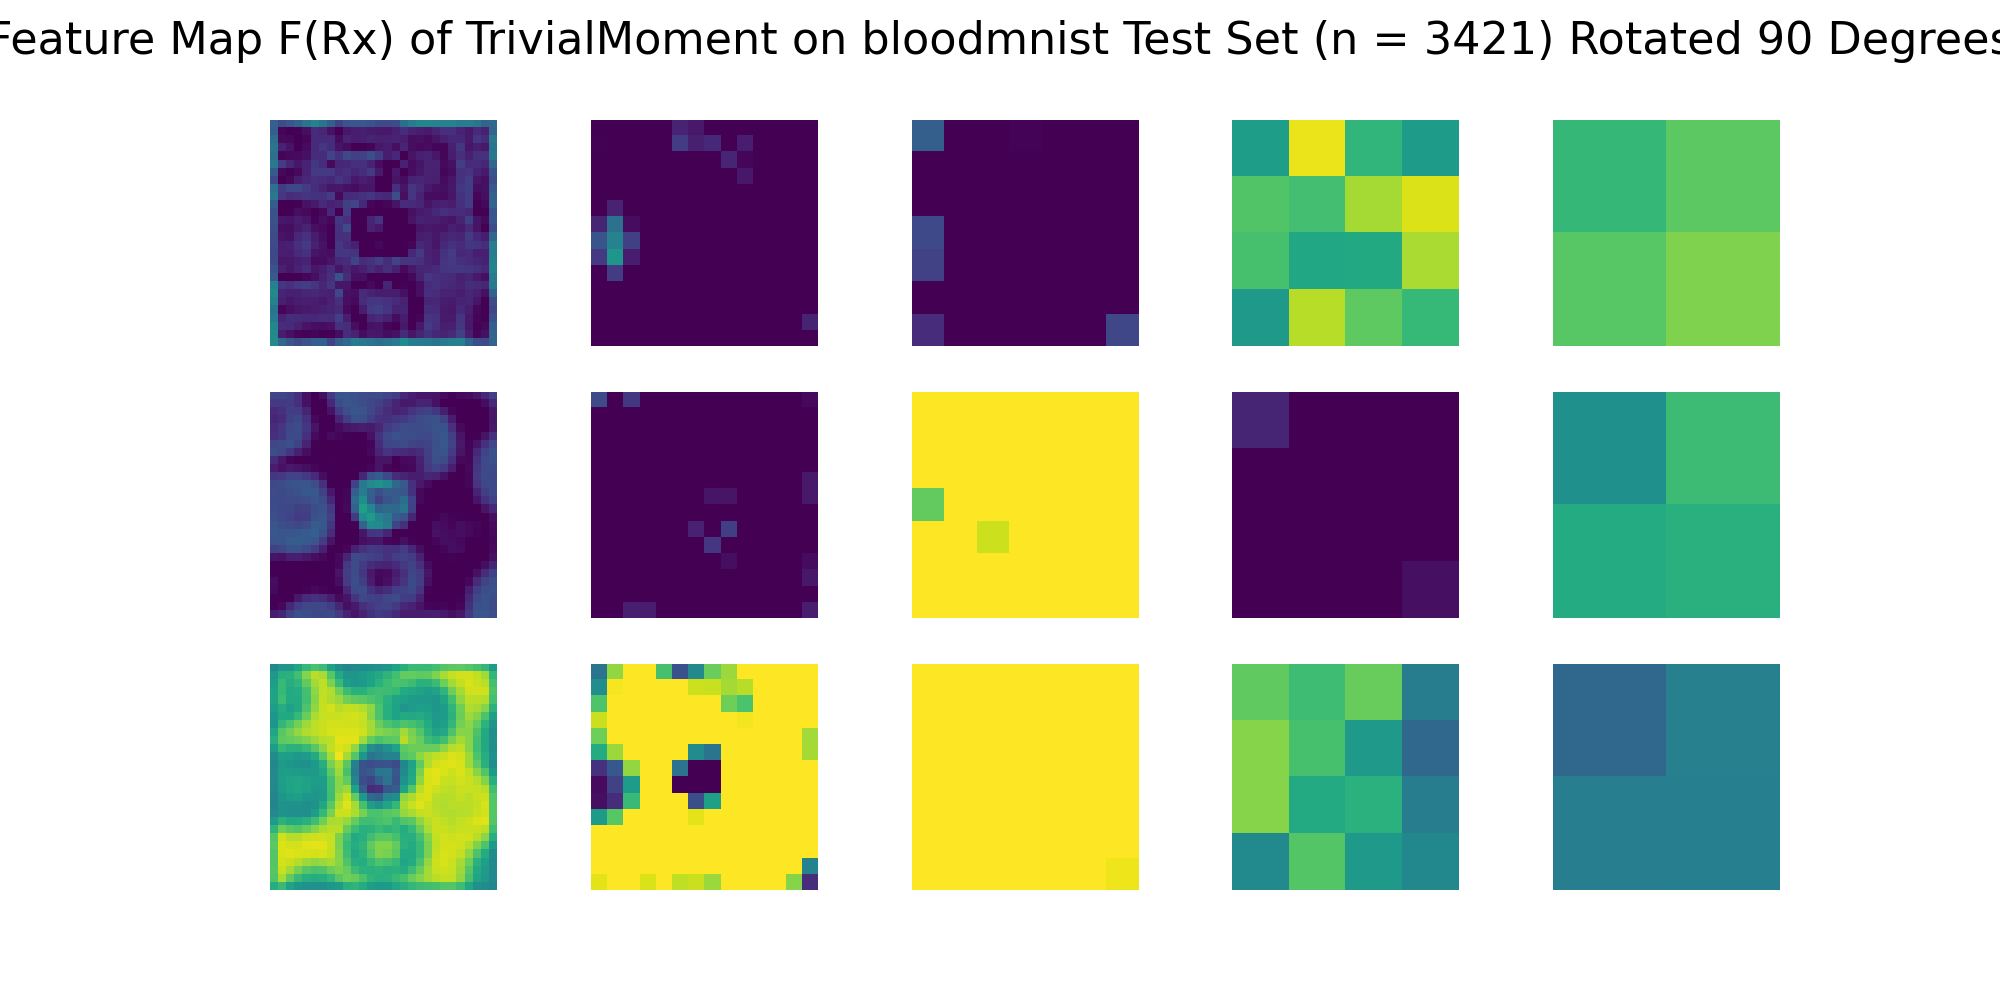 Feature Map F(Rx) of TrivialMoment on bloodmnist Test Set (n = 3421) Rotated 90 Degrees